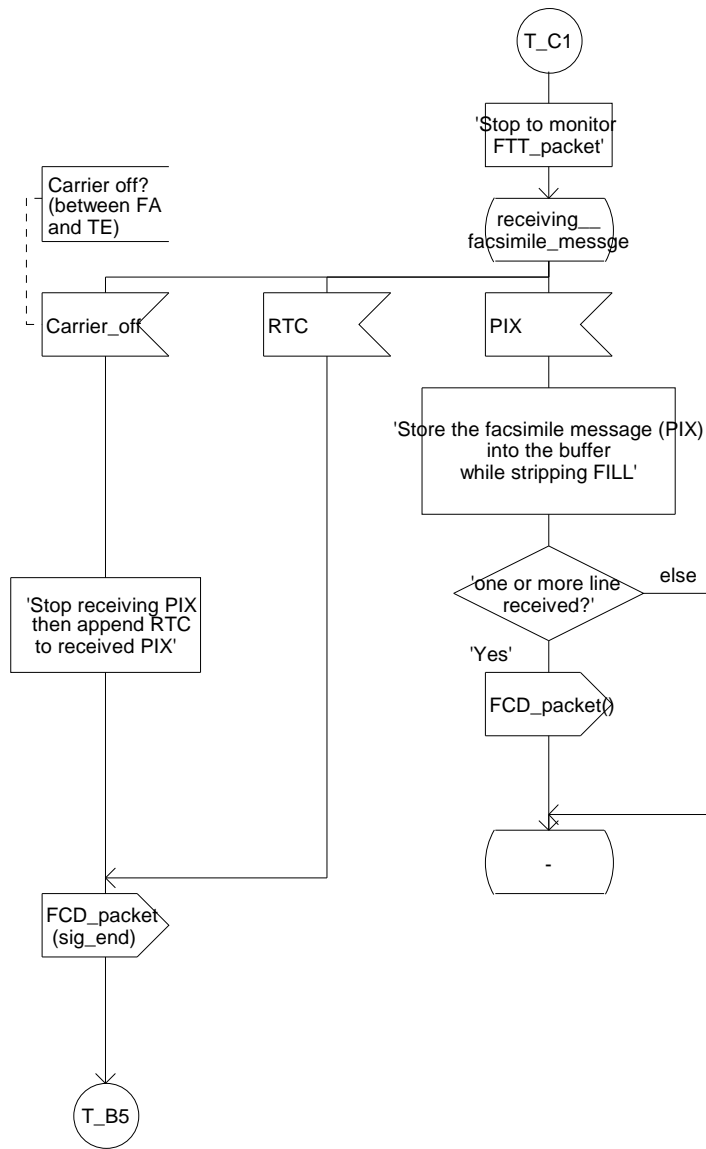 T_C1
'Stop to monitor
FTT_packet'
Carrier off?
(between FA
and TE)
receiving__
facsimile_messge
Carrier_off
RTC
PIX
'Store the facsimile message (PIX)
into the buffer
while stripping FILL'
'one or more line
received?'
else
'Stop receiving PIX
then append RTC
to received PIX'
'Yes'
FCD_packet()
-
FCD_packet
(sig_end)
T_B5